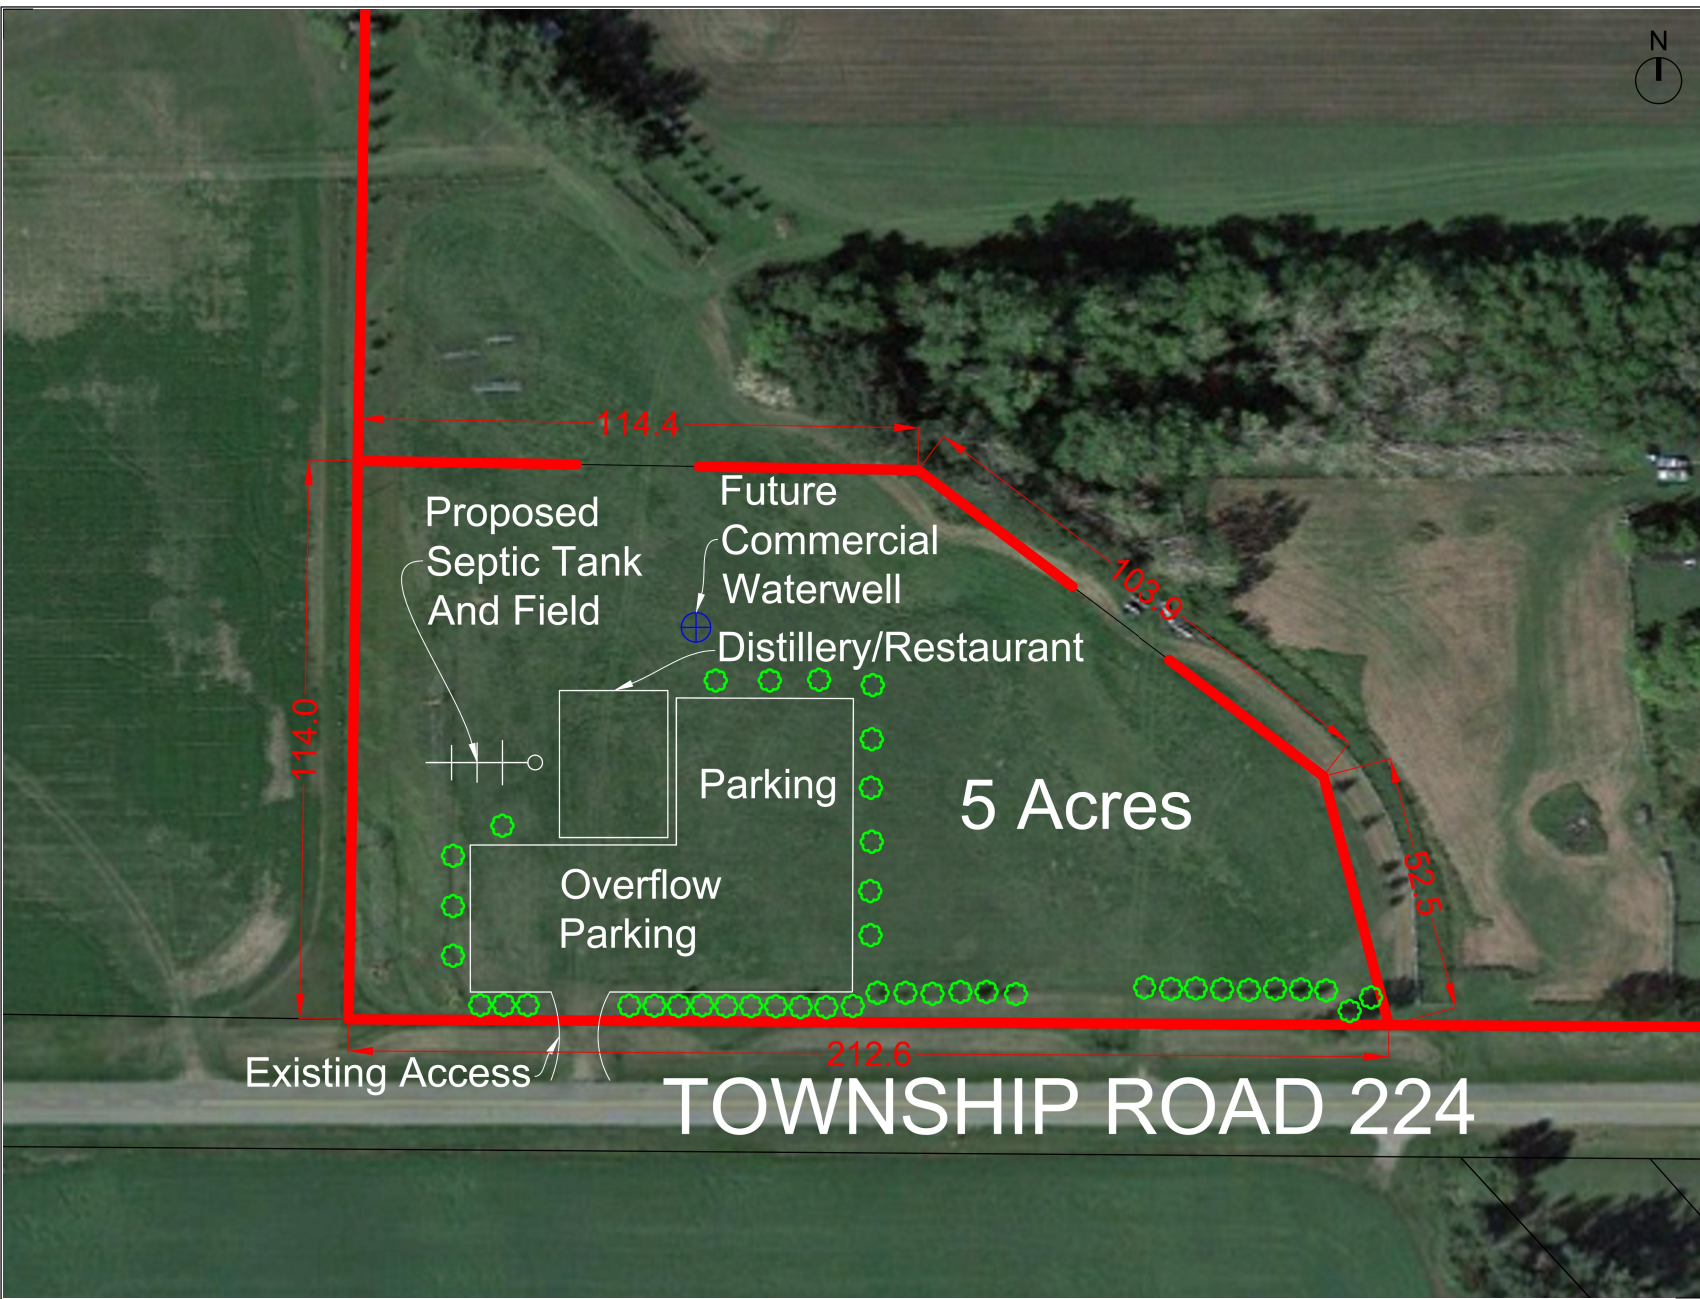 N
114.4
Proposed
Septic Tank
And Field
Future
Commercial
Waterwell
103.9
Distillery/Restaurant
114.0
Parking
5 Acres
52.5
Overflow
Parking
212.6
Existing Access
TOWNSHIP ROAD 224